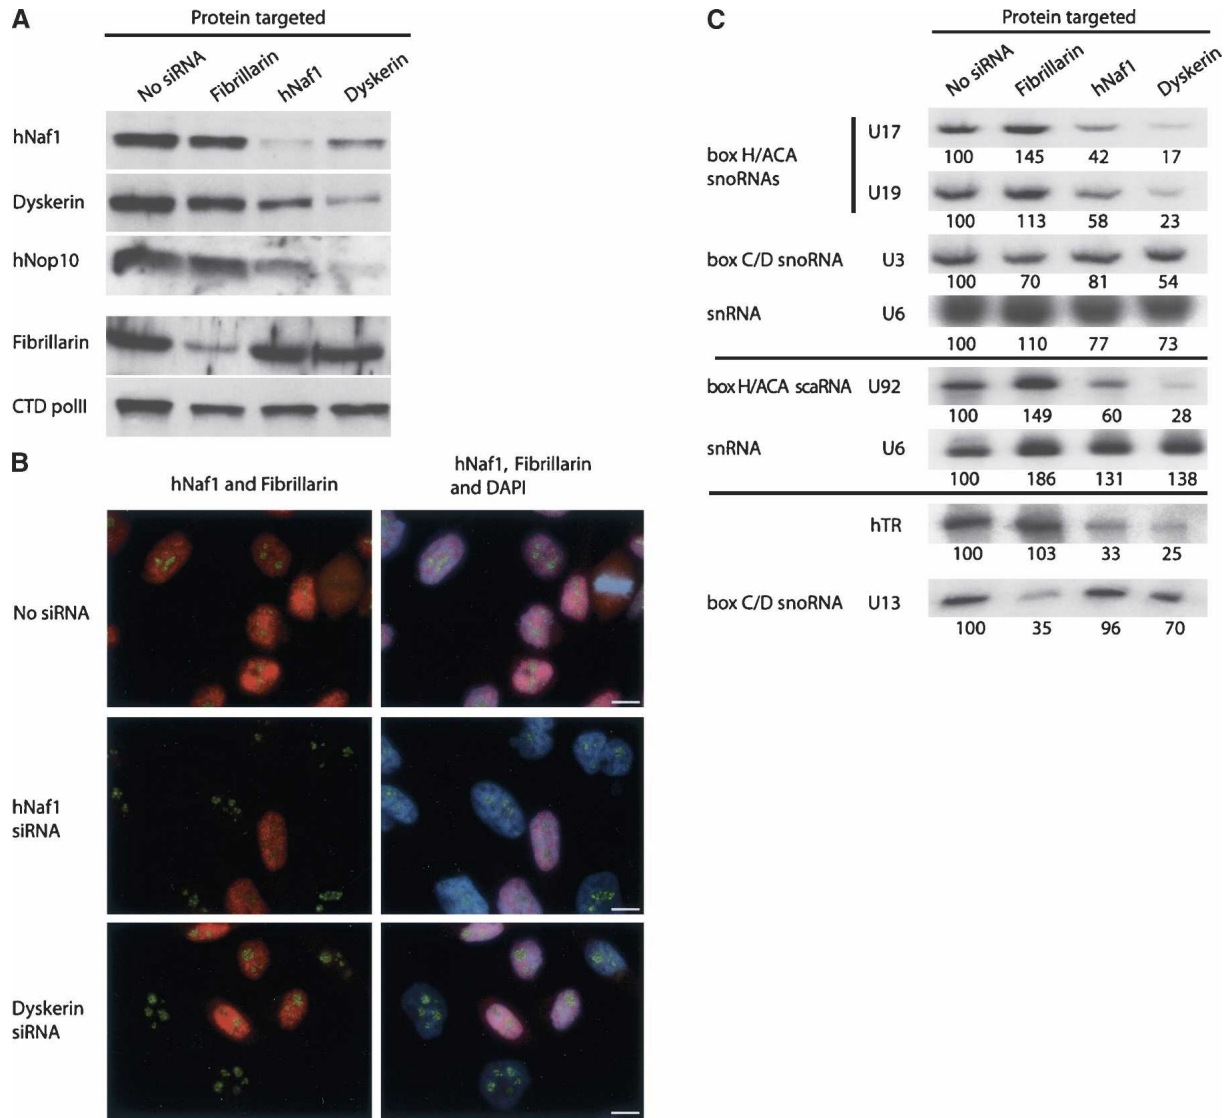 A
Protein targeted
No siRNA Fibrillarin hNaf1 Dyskerin
hNaf1
Dyskerin
hNop10
Fibrillarin
CTD polII
B
hNaf1 and Fibrillarin
hNaf1, Fibrillarin
and DAPI
No siRNA
hNaf1
siRNA
Dyskerin
siRNA
C
Protein targeted
No siRNA Fibrillarin hNaf1 Dyskerin
box H/ACA
snoRNAs
U17
100 145 42 17
U19
100 113 58 23
box C/D snoRNA U3
100 70 81 54
snRNA U6
100 110 77 73
box H/ACA scaRNA U92
100 149 60 28
snRNA U6
100 186 131 138
hTR
100 103 33 25
box C/D snoRNA U13
100 35 96 70